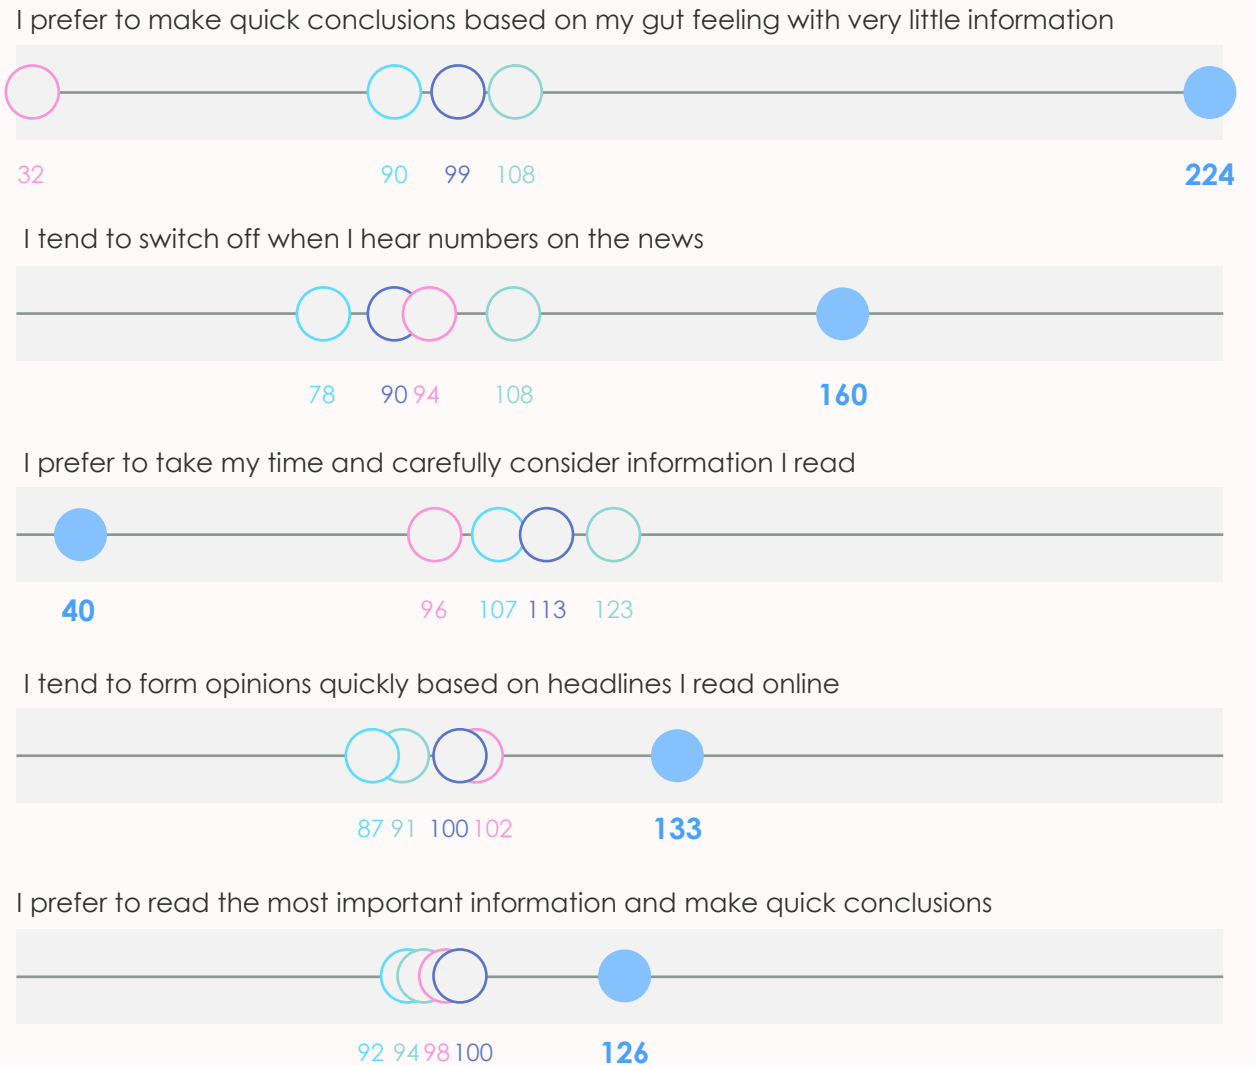 I prefer to make quick conclusions based on my gut feeling with very little information
32 90 99 108 224
I tend to switch off when I hear numbers on the news
78 90 94 108 160
I prefer to take my time and carefully consider information I read
40 96 107 113 123
I tend to form opinions quickly based on headlines I read online
87 91 100 102 133
I prefer to read the most important information and make quick conclusions
92 94 98 100 126